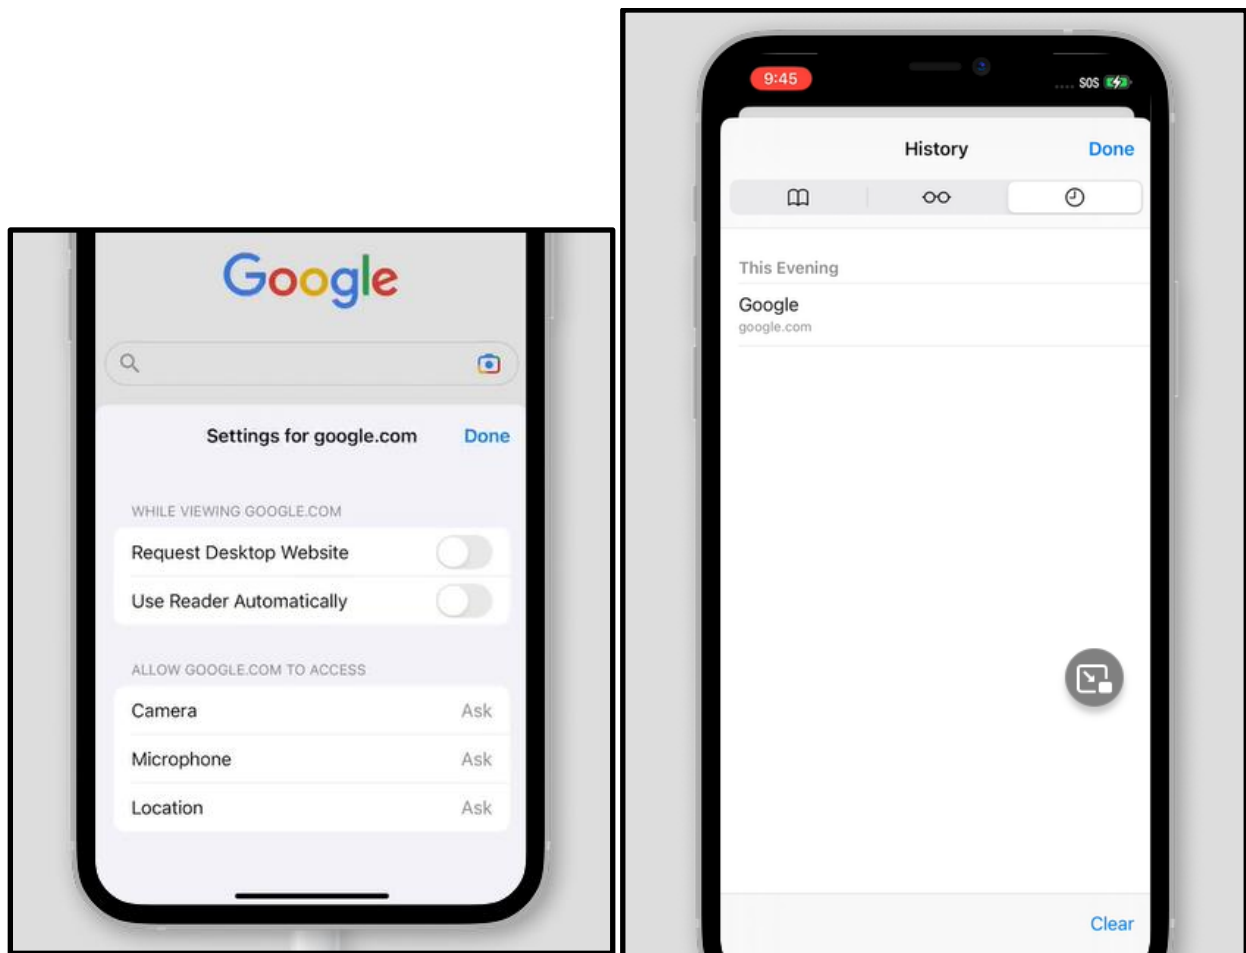 Google
Settings for google.com Done
WHILE VIEWING GOOGLE.COM
Request Desktop Website
Use Reader Automatically
ALLOW GOOGLE.COM TO ACCESS
Camera Ask
Microphone Ask
Location Ask
9:45 SOS
History Done
This Evening
Google
google.com
Clear